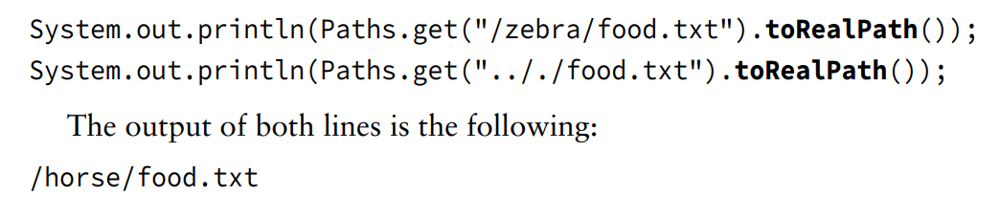 System.out.println(Paths.get("/zebra/food.txt").toRealPath());
System.out.println(Paths.get(".././food.txt").toRealPath());
The output of both lines is the following:
/horse/food.txt